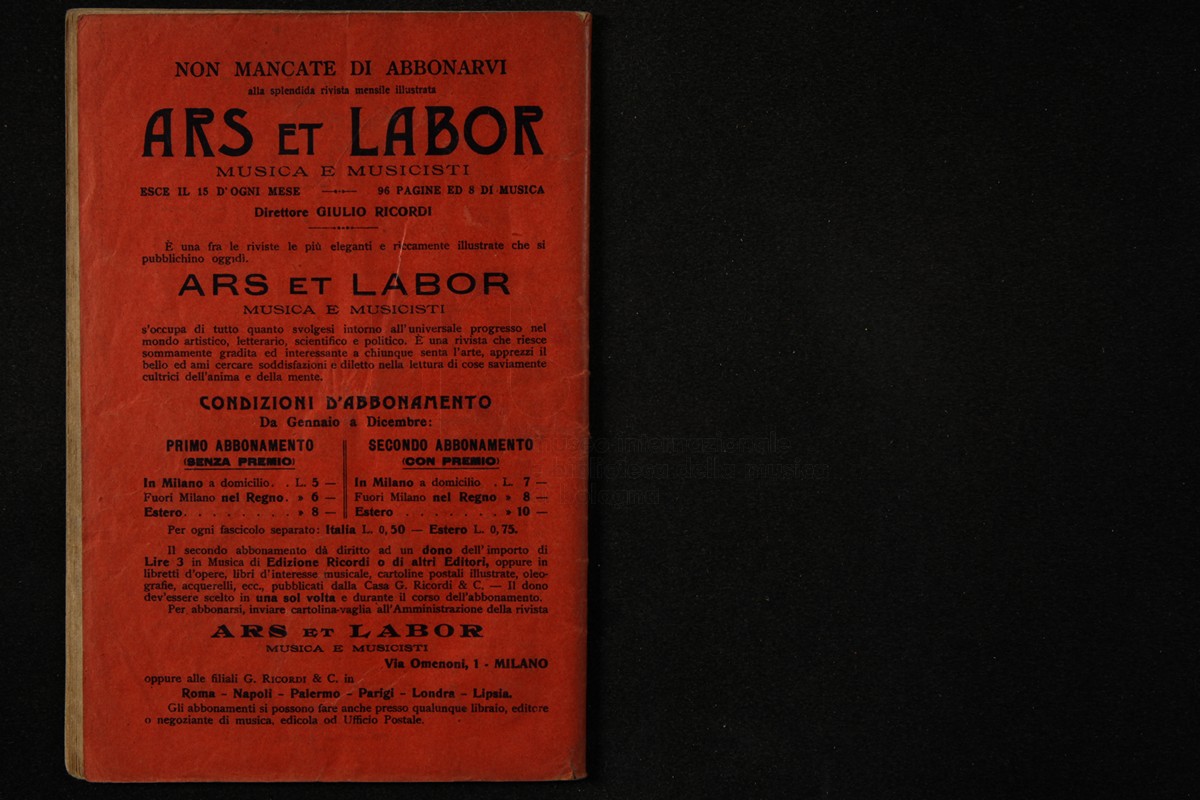 NON MANCATE DI ABBONARVI
alla splendida rivista mensile illustrata
ARS ET LABOR
MUSICA E MUSICISTI
ESCE IL 15 D'OGNI MESE — 96 PAGINE ED 8 DI MUSICA
Direttore GIULIO RICORDI
È una fra le riviste le più eleganti e riccamente illustrate che si
pubblichino oggidì.
ARS ET LABOR
MUSICA E MUSICISTI
s'occupa di tutto quanto svolgesi intorno all'universale progresso nel
mondo artistico, letterario, scientifico e politico. È una rivista che riesce
sommamente gradita ed interessante a chiunque senta l'arte, apprezzi il
bello ed ami cercare soddisfazioni e diletto nella lettura di cose saviamente
cultrici dell'anima e della mente.
CONDIZIONI D'ABBONAMENTO
Da Gennaio a Dicembre:
PRIMO ABBONAMENTO
(SENZA PREMIO)
In Milano a domicilio. . L. 5 —
Fuori Milano nel Regno. » 6 —
Estero. . . . . . . . » 8 —
SECONDO ABBONAMENTO
(CON PREMIO)
In Milano a domicilio . L. 7 —
Fuori Milano nel Regno » 8 —
Estero . . . . . . . » 10 —
Per ogni fascicolo separato: Italia L. 0,50 — Estero L. 0,75.
Il secondo abbonamento dà diritto ad un dono dell'importo di
Lire 3 in Musica di Edizione Ricordi o di altri Editori, oppure in
libretti d'opere, libri d'interesse musicale, cartoline postali illustrate, oleo-
grafie, acquerelli, ecc., pubblicati dalla Casa G. Ricordi & C. — Il dono
dev'essere scelto in una sol volta e durante il corso dell'abbonamento.
Per abbonarsi, inviare cartolina-vaglia all'Amministrazione della rivista
ARS ET LABOR
MUSICA E MUSICISTI
Via Omenoni, 1 - MILANO
oppure alle filiali G. RICORDI & C. in
Roma - Napoli - Palermo - Parigi - Londra - Lipsia.
Gli abbonamenti si possono fare anche presso qualunque libraio, editore
o negoziante di musica, edicola od Ufficio Postale.